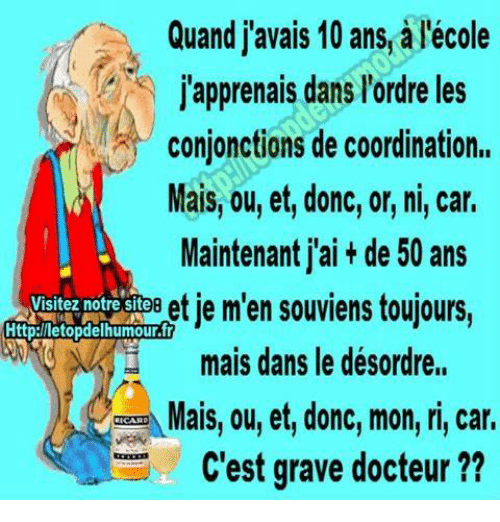 Quand j'avais 10 ans, à l'école
j'apprenais dans l'ordre les
conjonctions de coordination..
Mais, ou, et, donc, or, ni, car.
Maintenant j'ai + de 50 ans
Visitez notre site:
et je m'en souviens toujours,
Http://letopdelhumour.fr
mais dans le désordre..
RICARD
Mais, ou, et, donc, mon, ri, car.
C'est grave docteur ??